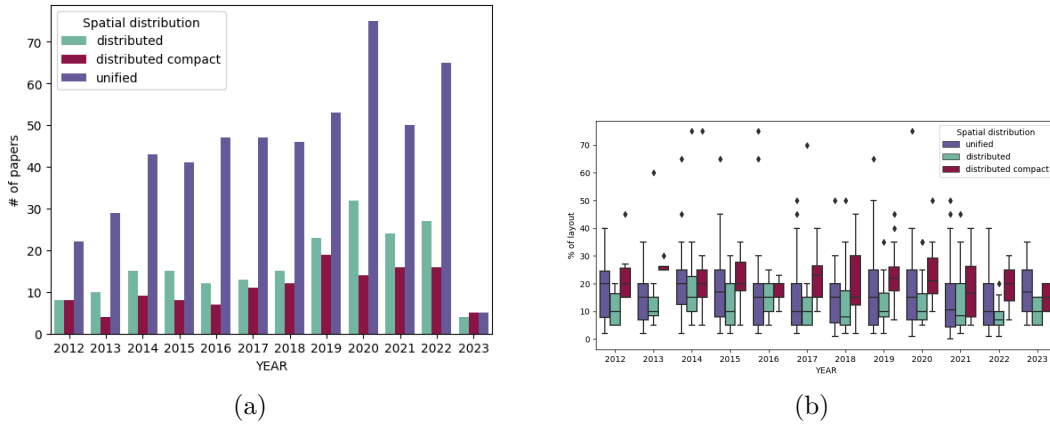 Spatial distribution
distributed
distributed compact
unified
# of papers
70
60
50
40
30
20
10
0
2012 2013 2014 2015 2016 2017 2018 2019 2020 2021 2022 2023
YEAR
(a)
Spatial distribution
unified
distributed
distributed compact
% of layout
70
60
50
40
30
20
10
0
2012 2013 2014 2015 2016 2017 2018 2019 2020 2021 2022 2023
YEAR
(b)